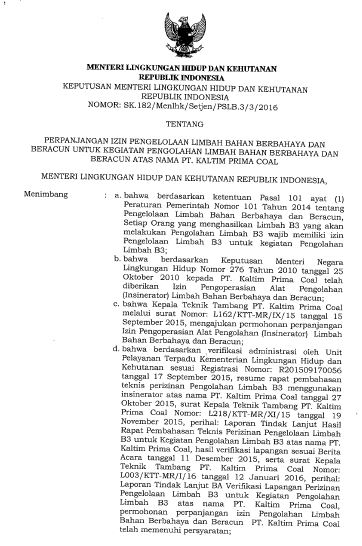 MENTERI LINGKUNGAN HIDUP DAN KEHUTANAN
REPUBLIK INDONESIA
KEPUTUSAN MENTERI LINGKUNGAN HIDUP DAN KEHUTANAN
REPUBLIK INDONESIA
NOMOR: SK.182/Menlhk/Setjen/PSLB.3/3/2016
TENTANG
PERPANJANGAN IZIN PENGELOLAAN LIMBAH BAHAN BERBAHAYA DAN
BERACUN UNTUK KEGIATAN PENGOLAHAN LIMBAH BAHAN BERBAHAYA DAN
BERACUN ATAS NAMA PT. KALTIM PRIMA COAL
MENTERI LINGKUNGAN HIDUP DAN KEHUTANAN REPUBLIK INDONESIA,
Menimbang : a. bahwa berdasarkan ketentuan Pasal 101 ayat (1)
Peraturan Pemerintah Nomor 101 Tahun 2014 tentang
Pengelolaan Limbah Bahan Berbahaya dan Beracun,
Setiap Orang yang menghasilkan Limbah B3 yang akan
melakukan Pengolahan Limbah B3 wajib memiliki izin
Pengelolaan Limbah B3 untuk kegiatan Pengolahan
Limbah B3;
b. bahwa berdasarkan Keputusan Menteri Negara
Lingkungan Hidup Nomor 276 Tahun 2010 tanggal 25
Oktober 2010 kepada PT. Kaltim Prima Coal telah
diberikan Izin Pengoperasian Alat Pengolahan
(Insinerator) Limbah Bahan Berbahaya dan Beracun;
c. bahwa Kepala Teknik Tambang PT. Kaltim Prima Coal
melalui surat Nomor: L162/KTT-MR/IX/15 tanggal 15
September 2015, mengajukan permohonan perpanjangan
Izin Pengoperasian Alat Pengolahan (Insinerator) Limbah
Bahan Berbahaya dan Beracun;
d. bahwa berdasarkan verifikasi administrasi oleh Unit
Pelayanan Terpadu Kementerian Lingkungan Hidup dan
Kehutanan sesuai Registrasi Nomor: R201509170056
tanggal 17 September 2015, resume rapat pembahasan
teknis perizinan Pengolahan Limbah B3 menggunakan
insinerator atas nama PT. Kaltim Prima Coal tanggal 27
Oktober 2015, surat Kepala Teknik Tambang PT. Kaltim
Prima Coal Nomor: L218/KTT-MR/XI/15 tanggal 19
November 2015, perihal: Laporan Tindak Lanjut Hasil
Rapat Pembahasan Teknis Perizinan Pengelolaan Limbah
B3 untuk Kegiatan Pengolahan Limbah B3 atas nama PT.
Kaltim Prima Coal, hasil verifikasi lapangan sesuai Berita
Acara tanggal 11 Desember 2015, serta surat Kepala
Teknik Tambang PT. Kaltim Prima Coal Nomor:
L003/KTT-MR/I/16 tanggal 12 Januari 2016, perihal:
Laporan Tindak Lanjut BA Verifikasi Lapangan Perizinan
Pengelolaan Limbah B3 untuk Kegiatan Pengolahan
Limbah B3 atas nama PT. Kaltim Prima Coal,
permohonan perpanjangan izin Pengolahan Limbah
Bahan Berbahaya dan Beracun PT. Kaltim Prima Coal
telah memenuhi persyaratan;